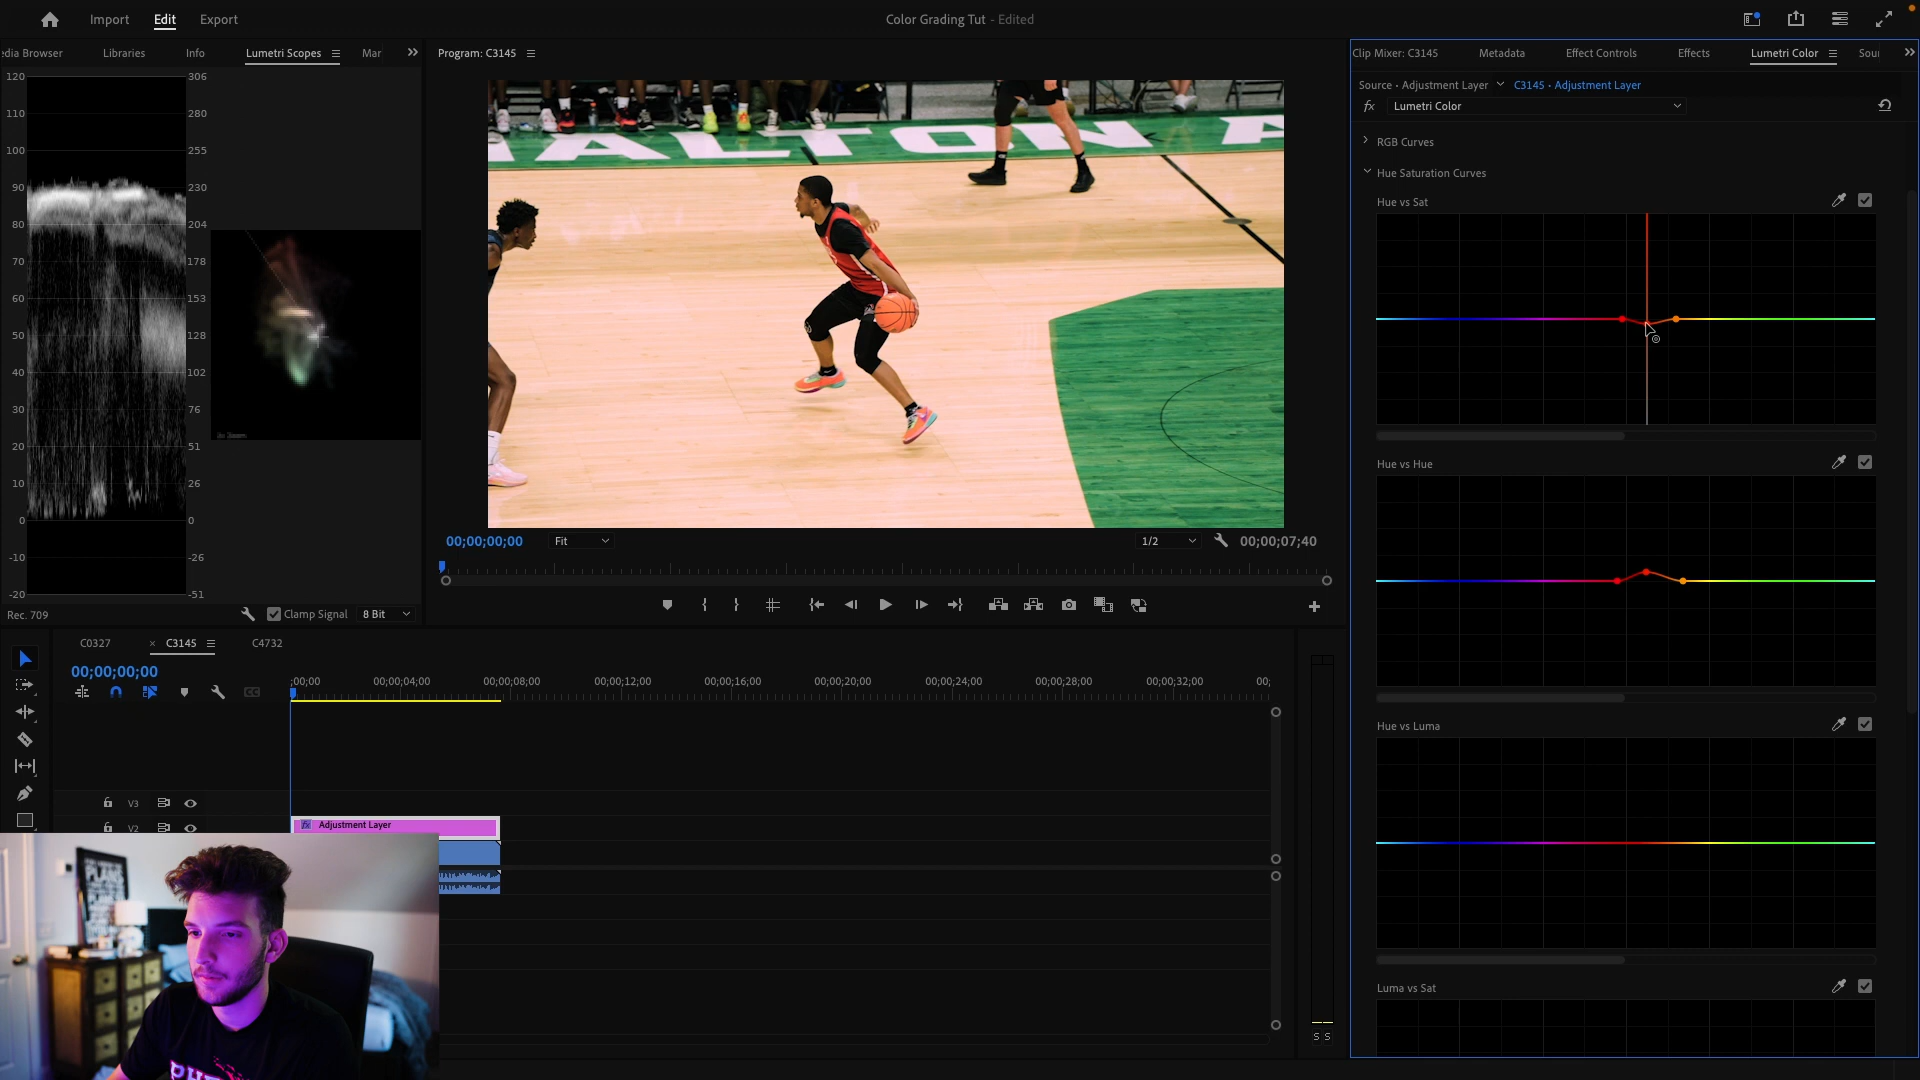 Import
Edit
Export
Color Grading Tut - Edited
edia Browser
Libraries
Info
Lumetri Scopes
Mar
Program: C3145
Clip Mixer: C3145
Metadata
Effect Controls
Effects
Lumetri Color
Sour
Source • Adjustment Layer
C3145 • Adjustment Layer
fx
Lumetri Color
120 306
110 280
100 255
90 230
80 204
70 178
60 153
50 128
40 102
30 76
20 51
10 26
0 0
-10 -26
-20 -51
ALTON A
RGB Curves
Hue Saturation Curves
Hue vs Sat
Hue vs Hue
Hue vs Luma
Luma vs Sat
00;00;00;00
Fit
1/2
00;00;07;40
Rec. 709
Clamp Signal
8 Bit
C0327
× C3145
C4732
00;00;00;00
;00;00
00;00;04;00
00;00;08;00
00;00;12;00
00;00;16;00
00;00;20;00
00;00;24;00
00;00;28;00
00;00;32;00
00;
V3
V2
fx Adjustment Layer
S S
PLANS